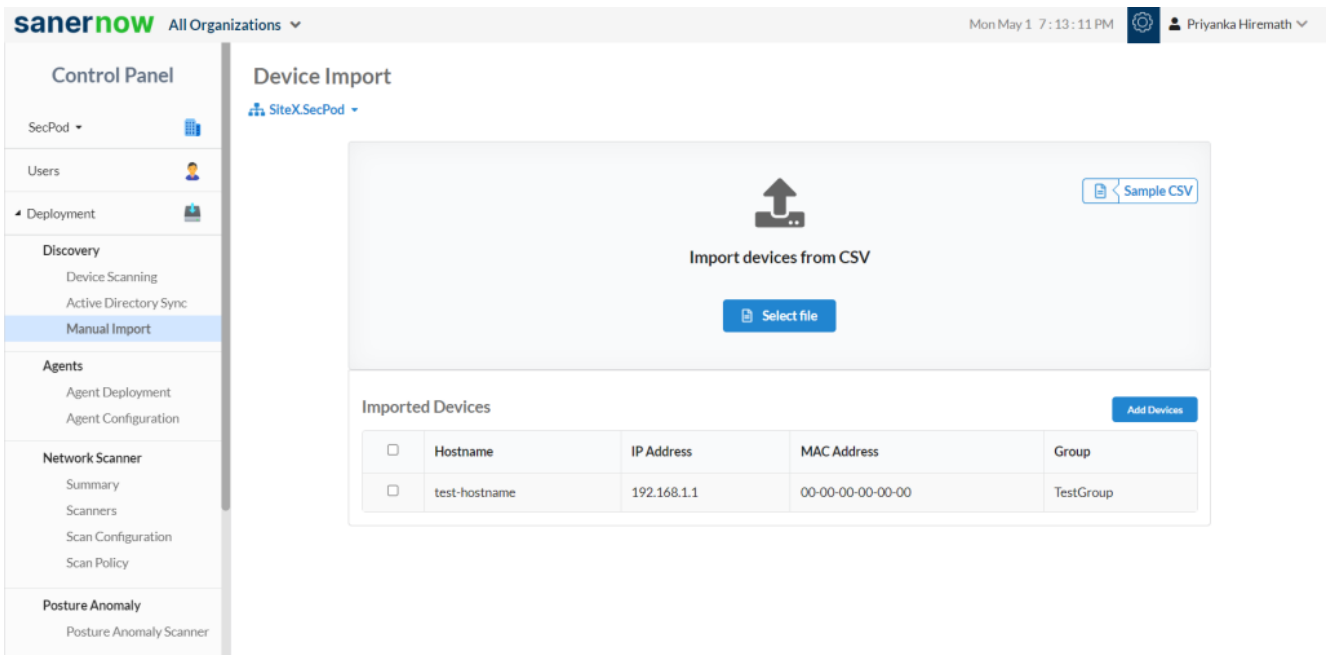 sanernow All Organizations Mon May 1 7:13:11 PM Priyanka Hiremath
Control Panel
SecPod
Users
Deployment
Discovery
Device Scanning
Active Directory Sync
Manual Import
Agents
Agent Deployment
Agent Configuration
Network Scanner
Summary
Scanners
Scan Configuration
Scan Policy
Posture Anomaly
Posture Anomaly Scanner
Device Import
SiteX.SecPod
Sample CSV
Import devices from CSV
Select file
Imported Devices Add Devices
Hostname IP Address MAC Address Group
test-hostname 192.168.1.1 00-00-00-00-00-00 TestGroup